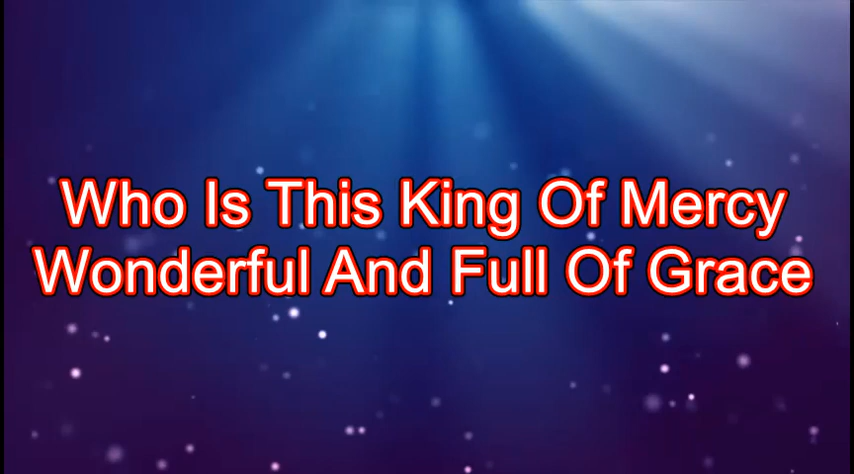 Who Is This King Of Mercy
Wonderful And Full Of Grace